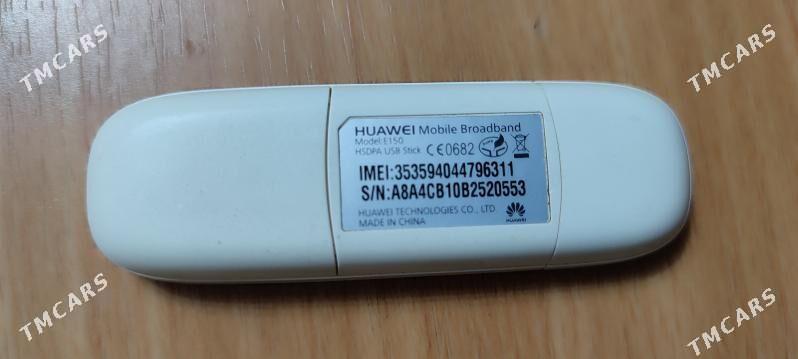 TMCARS
TMCARS
HUAWEI Mobile Broadband
Model:E150
HSDPA USB Stick CE0682
IMEI:353594044796311
S/N:A8A4CB10B2520553
HUAWEI TECHNOLOGIES CO., LTD.
MADE IN CHINA
HUAWEI
TMCARS
TMCARS